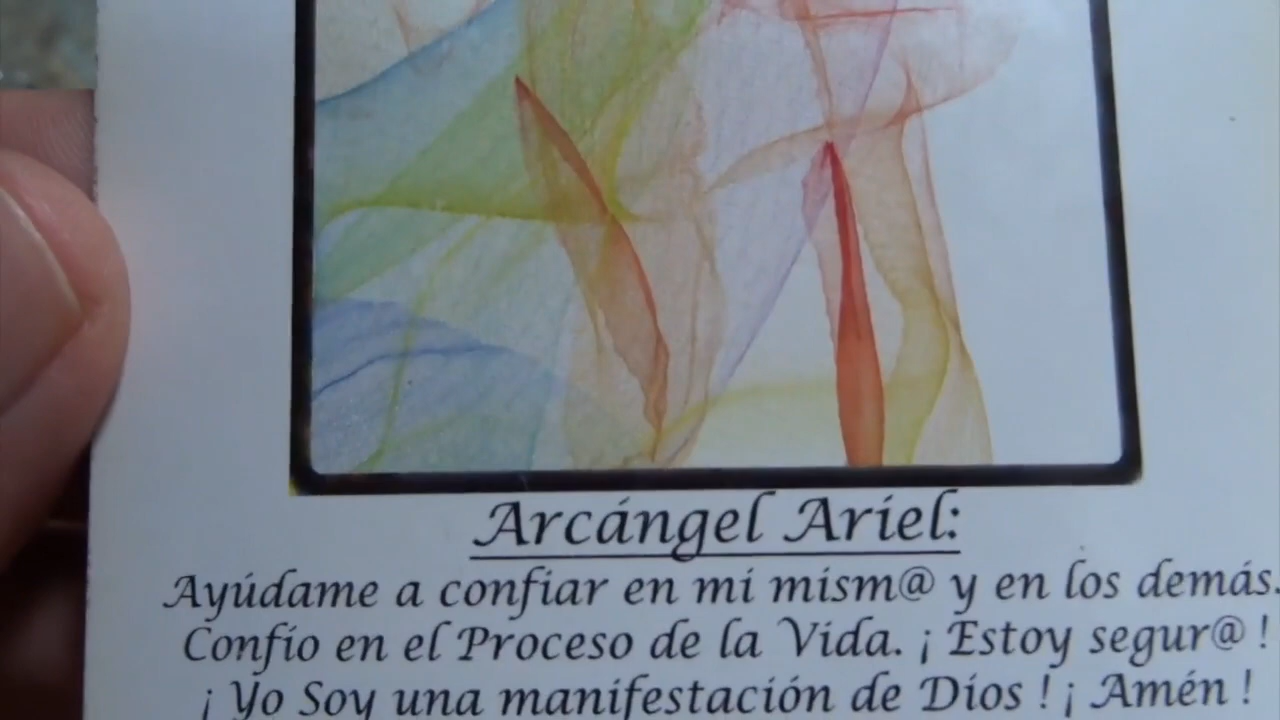 Arcángel Ariel:
Ayúdame a confiar en mi mism@ y en los demás.
Confío en el Proceso de la Vida. ¡ Estoy segur@ !
¡ Yo Soy una manifestación de Dios ! ¡ Amén !